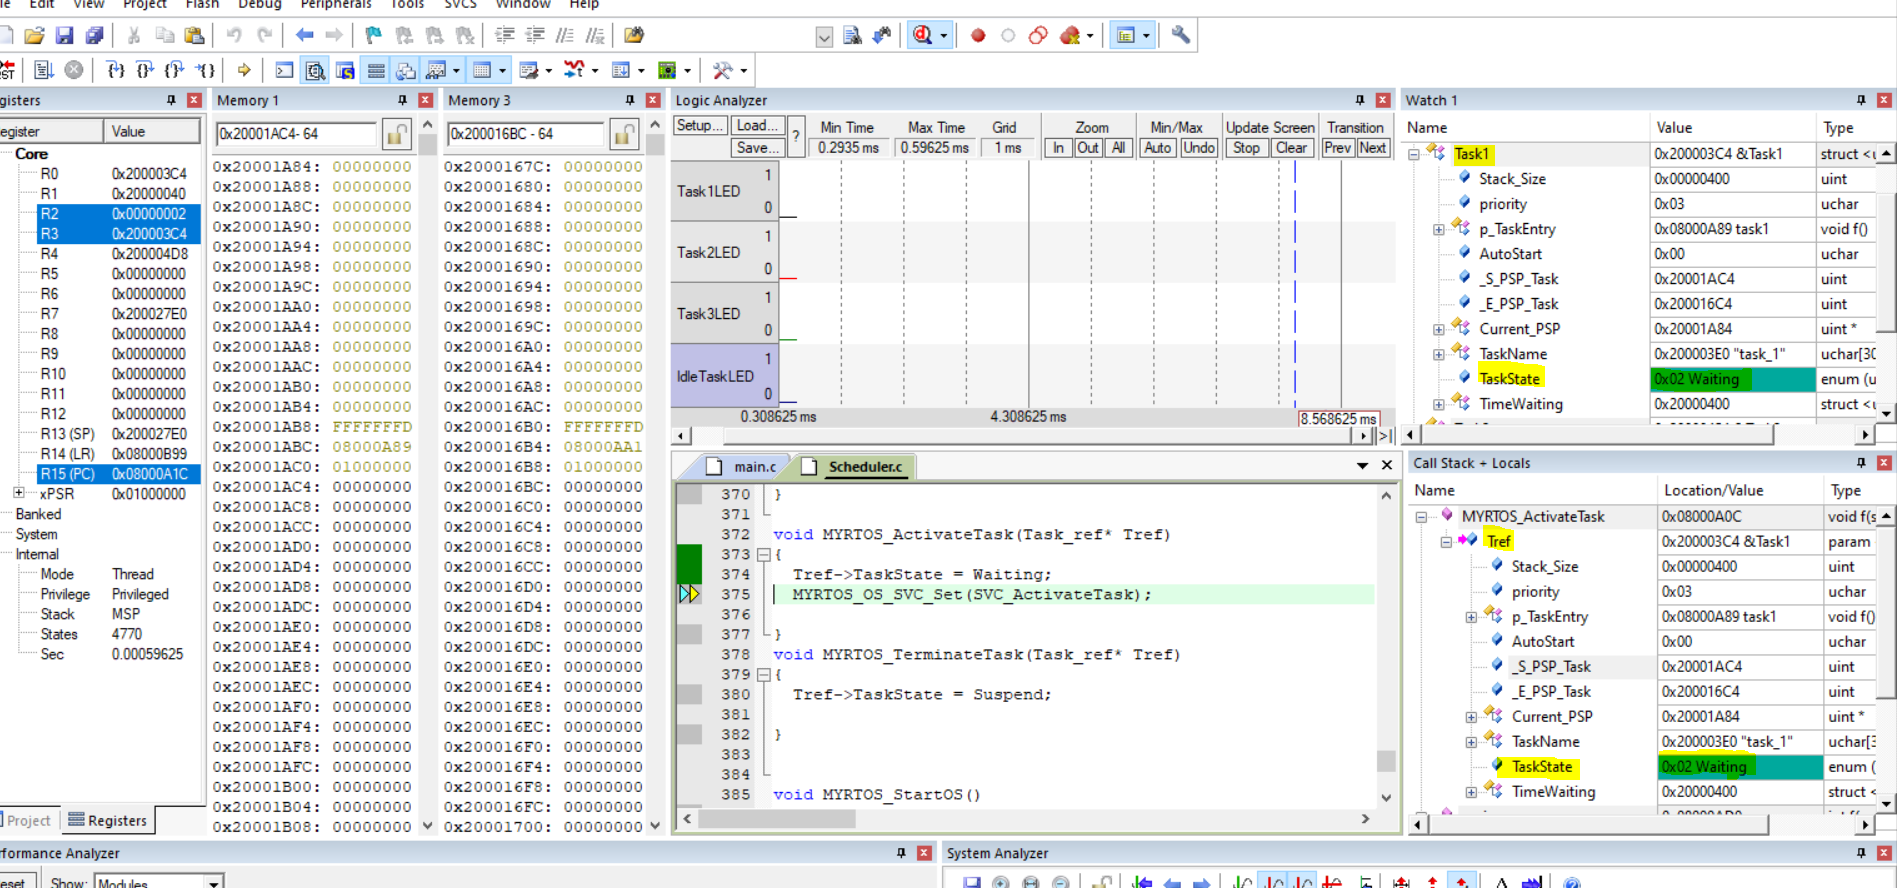 Edit View Project Flash Debug Peripherals Tools SVCS Window Help
Registers
Register Value
Core
R0 0x200003C4
R1 0x20000040
R2 0x00000002
R3 0x200003C4
R4 0x200004D8
R5 0x00000000
R6 0x00000000
R7 0x200027E0
R8 0x00000000
R9 0x00000000
R10 0x00000000
R11 0x00000000
R12 0x00000000
R13 (SP) 0x200027E0
R14 (LR) 0x08000B99
R15 (PC) 0x08000A1C
xPSR 0x01000000
Banked
System
Internal
Mode Thread
Privilege Privileged
Stack MSP
States 4770
Sec 0.00059625
Project Registers
Memory 1
0x20001AC4- 64
0x20001A84: 00000000
0x20001A88: 00000000
0x20001A8C: 00000000
0x20001A90: 00000000
0x20001A94: 00000000
0x20001A98: 00000000
0x20001A9C: 00000000
0x20001AA0: 00000000
0x20001AA4: 00000000
0x20001AA8: 00000000
0x20001AAC: 00000000
0x20001AB0: 00000000
0x20001AB4: 00000000
0x20001AB8: FFFFFFFD
0x20001ABC: 08000A89
0x20001AC0: 01000000
0x20001AC4: 00000000
0x20001AC8: 00000000
0x20001ACC: 00000000
0x20001AD0: 00000000
0x20001AD4: 00000000
0x20001AD8: 00000000
0x20001ADC: 00000000
0x20001AE0: 00000000
0x20001AE4: 00000000
0x20001AE8: 00000000
0x20001AEC: 00000000
0x20001AF0: 00000000
0x20001AF4: 00000000
0x20001AF8: 00000000
0x20001AFC: 00000000
0x20001B00: 00000000
0x20001B04: 00000000
0x20001B08: 00000000
Memory 3
0x200016BC - 64
0x2000167C: 00000000
0x20001680: 00000000
0x20001684: 00000000
0x20001688: 00000000
0x2000168C: 00000000
0x20001690: 00000000
0x20001694: 00000000
0x20001698: 00000000
0x2000169C: 00000000
0x200016A0: 00000000
0x200016A4: 00000000
0x200016A8: 00000000
0x200016AC: 00000000
0x200016B0: FFFFFFFD
0x200016B4: 08000AA1
0x200016B8: 01000000
0x200016BC: 00000000
0x200016C0: 00000000
0x200016C4: 00000000
0x200016C8: 00000000
0x200016CC: 00000000
0x200016D0: 00000000
0x200016D4: 00000000
0x200016D8: 00000000
0x200016DC: 00000000
0x200016E0: 00000000
0x200016E4: 00000000
0x200016E8: 00000000
0x200016EC: 00000000
0x200016F0: 00000000
0x200016F4: 00000000
0x200016F8: 00000000
0x200016FC: 00000000
0x20001700: 00000000
Logic Analyzer
Setup... Load... ? Min Time Max Time Grid Zoom Min/Max Update Screen Transition
Save... 0.2935 ms 0.59625 ms 1 ms In Out All Auto Undo Stop Clear Prev Next
1
Task1LED
0
1
Task2LED
0
1
Task3LED
0
1
IdleTaskLED
0
0.308625 ms 4.308625 ms 8.568625 ms
main.c Scheduler.c
370 }
371
372 void MYRTOS_ActivateTask(Task_ref* Tref)
373 {
374 Tref->TaskState = Waiting;
375 MYRTOS_OS_SVC_Set(SVC_ActivateTask);
376
377 }
378 void MYRTOS_TerminateTask(Task_ref* Tref)
379 {
380 Tref->TaskState = Suspend;
381
382 }
383
384
385 void MYRTOS_StartOS()
Watch 1
Name Value Type
Task1 0x200003C4 &Task1 struct <u
Stack_Size 0x00000400 uint
priority 0x03 uchar
p_TaskEntry 0x08000A89 task1 void f()
AutoStart 0x00 uchar
_S_PSP_Task 0x20001AC4 uint
_E_PSP_Task 0x200016C4 uint
Current_PSP 0x20001A84 uint *
TaskName 0x200003E0 "task_1" uchar[30
TaskState 0x02 Waiting enum (u
TimeWaiting 0x20000400 struct <u
Call Stack + Locals
Name Location/Value Type
MYRTOS_ActivateTask 0x08000A0C void f(s
Tref 0x200003C4 &Task1 param
Stack_Size 0x00000400 uint
priority 0x03 uchar
p_TaskEntry 0x08000A89 task1 void f()
AutoStart 0x00 uchar
_S_PSP_Task 0x20001AC4 uint
_E_PSP_Task 0x200016C4 uint
Current_PSP 0x20001A84 uint *
TaskName 0x200003E0 "task_1" uchar[3
TaskState 0x02 Waiting enum (
TimeWaiting 0x20000400 struct <
Performance Analyzer
Show: Modules
System Analyzer